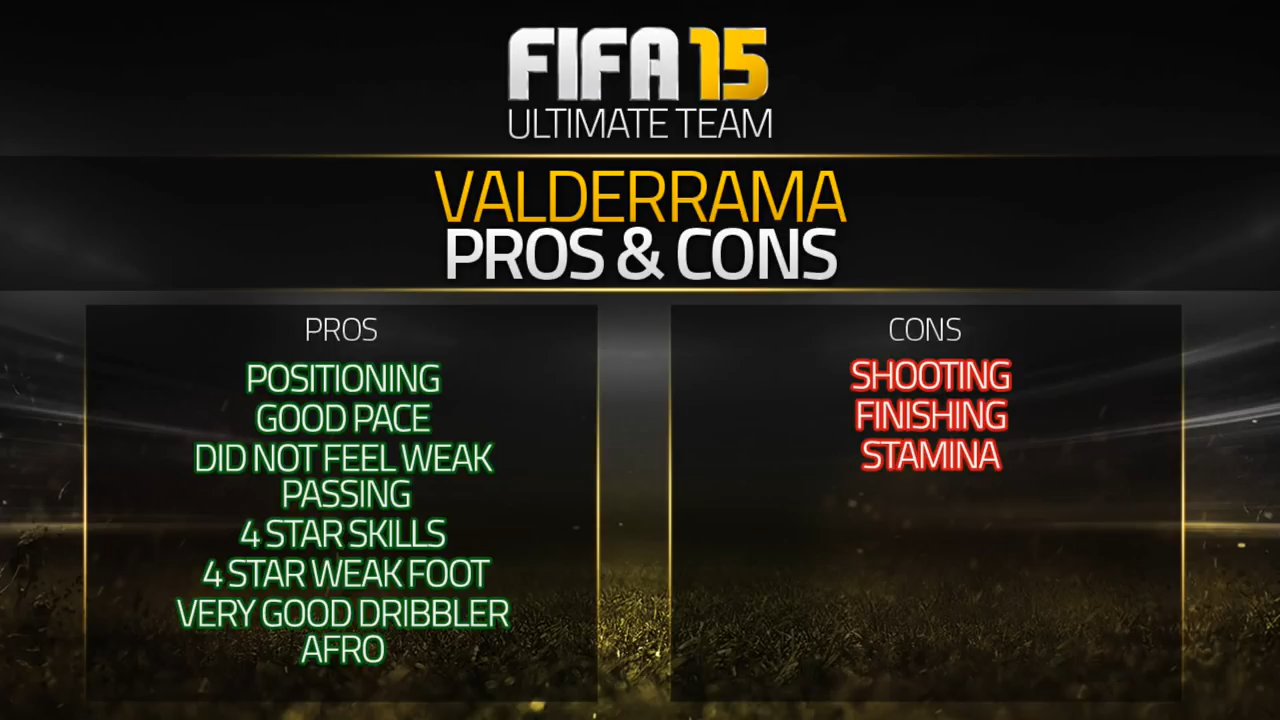 FIFA 15
ULTIMATE TEAM
VALDERRAMA
PROS & CONS
PROS
POSITIONING
GOOD PACE
DID NOT FEEL WEAK
PASSING
4 STAR SKILLS
4 STAR WEAK FOOT
VERY GOOD DRIBBLER
AFRO
CONS
SHOOTING
FINISHING
STAMINA